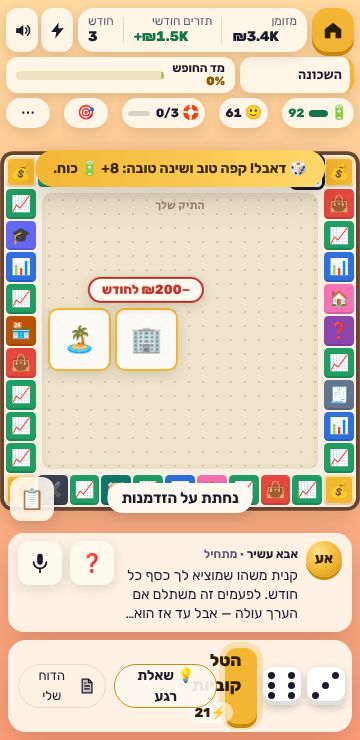 מזומן
₪3.4K
תזרים חודשי
+₪1.5K
חודש
3
השכונה
מד החופש
0%
92
61
0/3
...
דאבל! קפה טוב ושינה טובה: +8 כוח.
התיק שלך
−₪200 לחודש
נחתת על הזדמנות
אע
אבא עשיר • מתחיל
קנית משהו שמוציא לך כסף כל
חודש. לפעמים זה משתלם אם
הערך עולה – אבל עד אז הוא...
הטל
קוביות
21
שאלת
רגע
הדוח
שלי